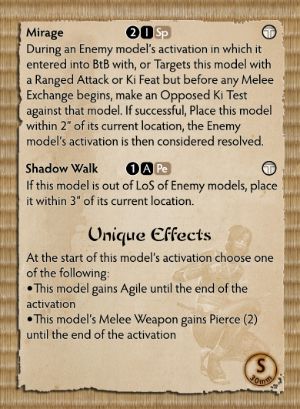 Mirage 2 I Sp
During an Enemy model's activation in which it
entered into BtB with, or Targets this model with
a Ranged Attack or Ki Feat but before any Melee
Exchange begins, make an Opposed Ki Test
against that model. If successful, Place this model
within 2" of its current location, the Enemy
model's activation is then considered resolved.
Shadow Walk 1 A Pe
If this model is out of LoS of Enemy models, place
it within 3" of its current location.
Unique Effects
At the start of this model's activation choose one
of the following:
•This model gains Agile until the end of the
activation
•This model's Melee Weapon gains Pierce (2)
until the end of the activation
S
30mm